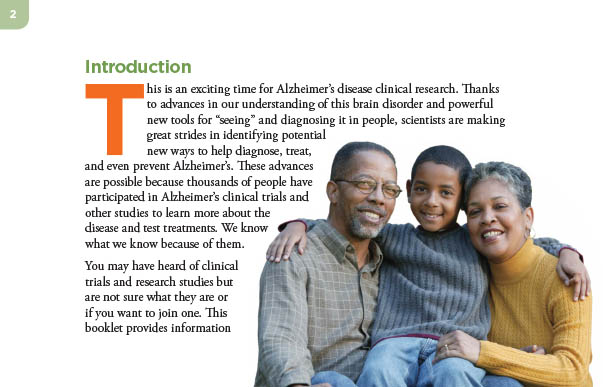 2
Introduction
This is an exciting time for Alzheimer’s disease clinical research. Thanks
to advances in our understanding of this brain disorder and powerful
new tools for “seeing” and diagnosing it in people, scientists are making
great strides in identifying potential
new ways to help diagnose, treat,
and even prevent Alzheimer’s. These advances
are possible because thousands of people have
participated in Alzheimer’s clinical trials and
other studies to learn more about the
disease and test treatments. We know
what we know because of them.
You may have heard of clinical
trials and research studies but
are not sure what they are or
if you want to join one. This
booklet provides information